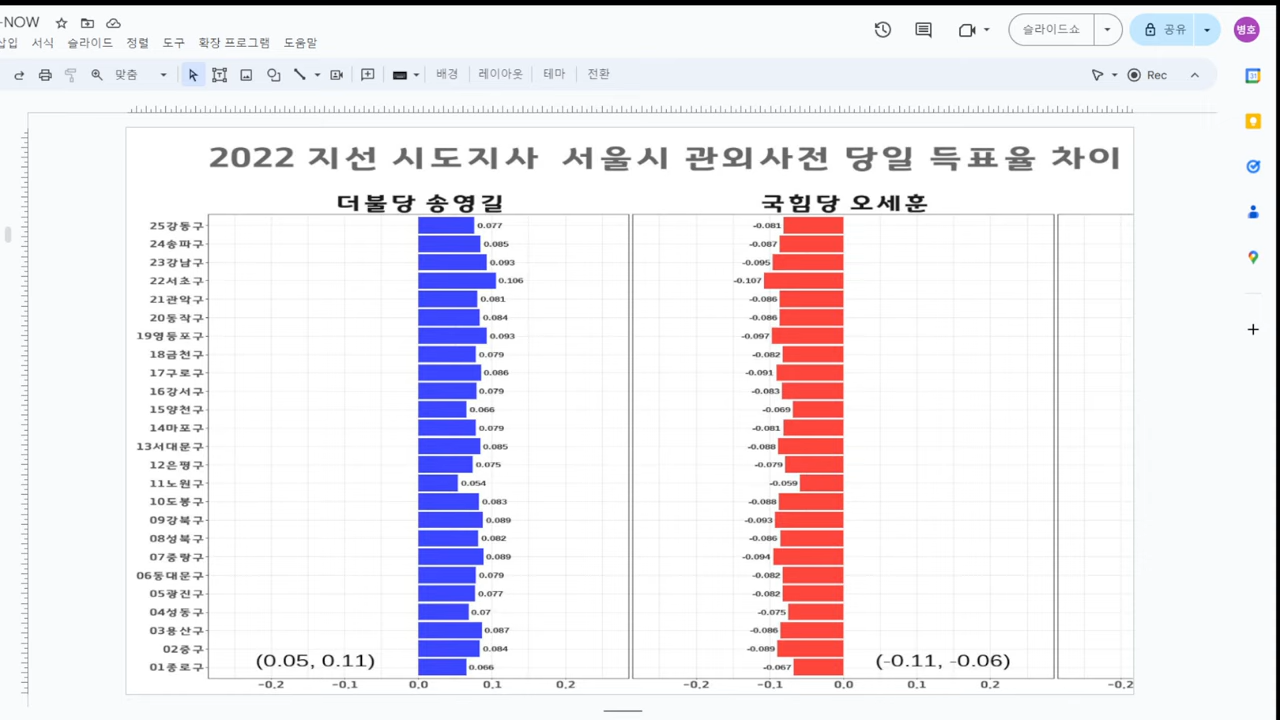 -NOW
삽입 서식 슬라이드 정렬 도구 확장 프로그램 도움말
슬라이드쇼
공유
병호
맞춤
배경 레이아웃 테마 전환
Rec
31
2022 지선 시도지사 서울시 관외사전 당일 득표율 차이
더불당 송영길 국힘당 오세훈
25강동구 0.077 -0.081
24송파구 0.085 -0.087
23강남구 0.093 -0.095
22서초구 0.106 -0.107
21관악구 0.081 -0.086
20동작구 0.084 -0.086
19영등포구 0.093 -0.097
18금천구 0.079 -0.082
17구로구 0.086 -0.091
16강서구 0.079 -0.083
15양천구 0.066 -0.069
14마포구 0.079 -0.081
13서대문구 0.085 -0.088
12은평구 0.075 -0.079
11노원구 0.054 -0.059
10도봉구 0.083 -0.088
09강북구 0.089 -0.093
08성북구 0.082 -0.086
07중랑구 0.089 -0.094
06동대문구 0.079 -0.082
05광진구 0.077 -0.082
04성동구 0.07 -0.075
03용산구 0.087 -0.086
02중구 0.084 -0.089
01종로구 0.066 -0.067
(0.05, 0.11) (-0.11, -0.06)
-0.2 -0.1 0.0 0.1 0.2 -0.2 -0.1 0.0 0.1 0.2 -0.2